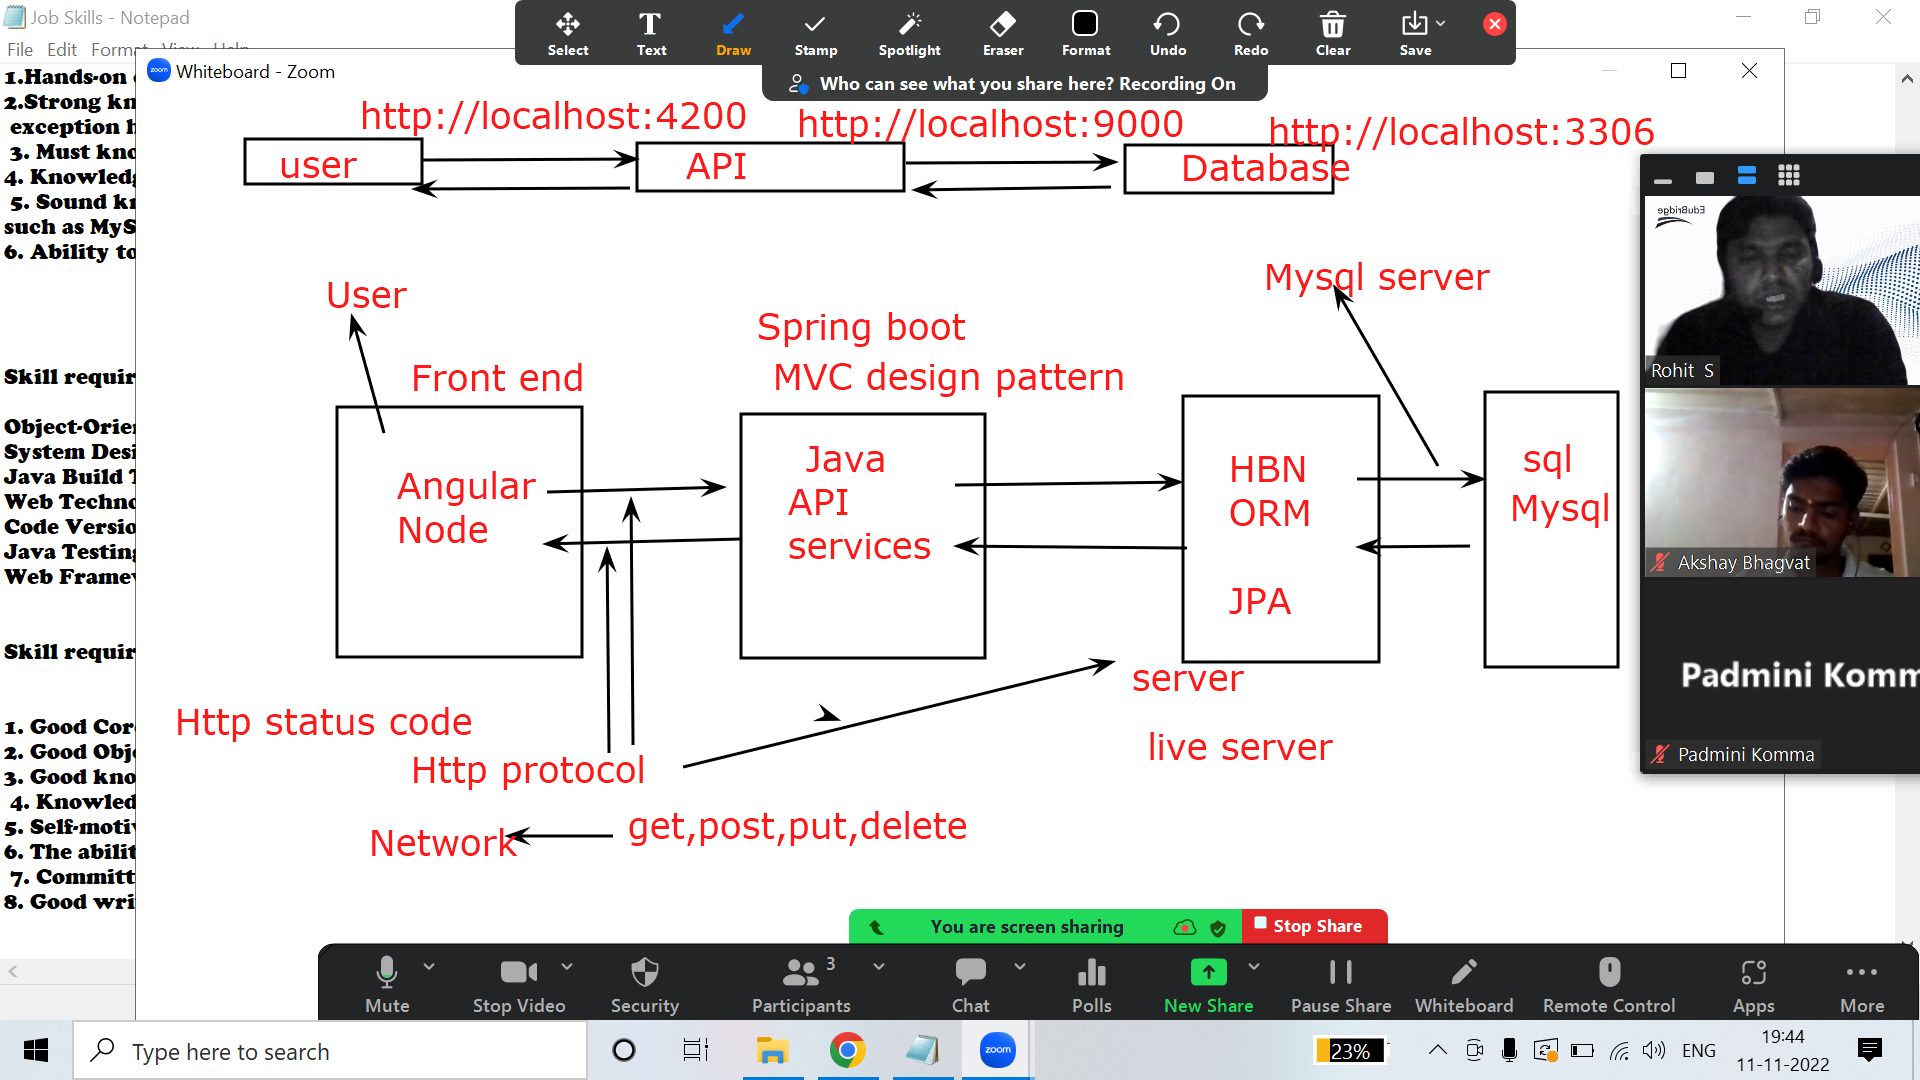 Job Skills - Notepad
File Edit Format View Help
Select Text Draw Stamp Spotlight Eraser Format Undo Redo Clear Save
zoom Whiteboard - Zoom
Who can see what you share here? Recording On
1.Hands-on
2.Strong kn
exception h
3. Must kno
4. Knowledg
5. Sound kn
such as MyS
6. Ability to
Skill requir
Object-Orien
System Desi
Java Build T
Web Techno
Code Versio
Java Testing
Web Framew
Skill requir
1. Good Cor
2. Good Obj
3. Good kno
4. Knowled
5. Self-motiv
6. The abilit
7. Committ
8. Good wri
http://localhost:4200
http://localhost:9000
http://localhost:3306
user
API
Database
User
Mysql server
Spring boot
Front end
MVC design pattern
Angular
Node
Java
API
services
HBN
ORM
JPA
sql
Mysql
server
Http status code
live server
Http protocol
get,post,put,delete
Network
EduBridge
Rohit S
Akshay Bhagvat
Padmini Komm
Padmini Komma
You are screen sharing
Stop Share
Mute Stop Video Security Participants 3 Chat Polls New Share Pause Share Whiteboard Remote Control Apps More
Type here to search
zoom
23%
ENG
19:44
11-11-2022